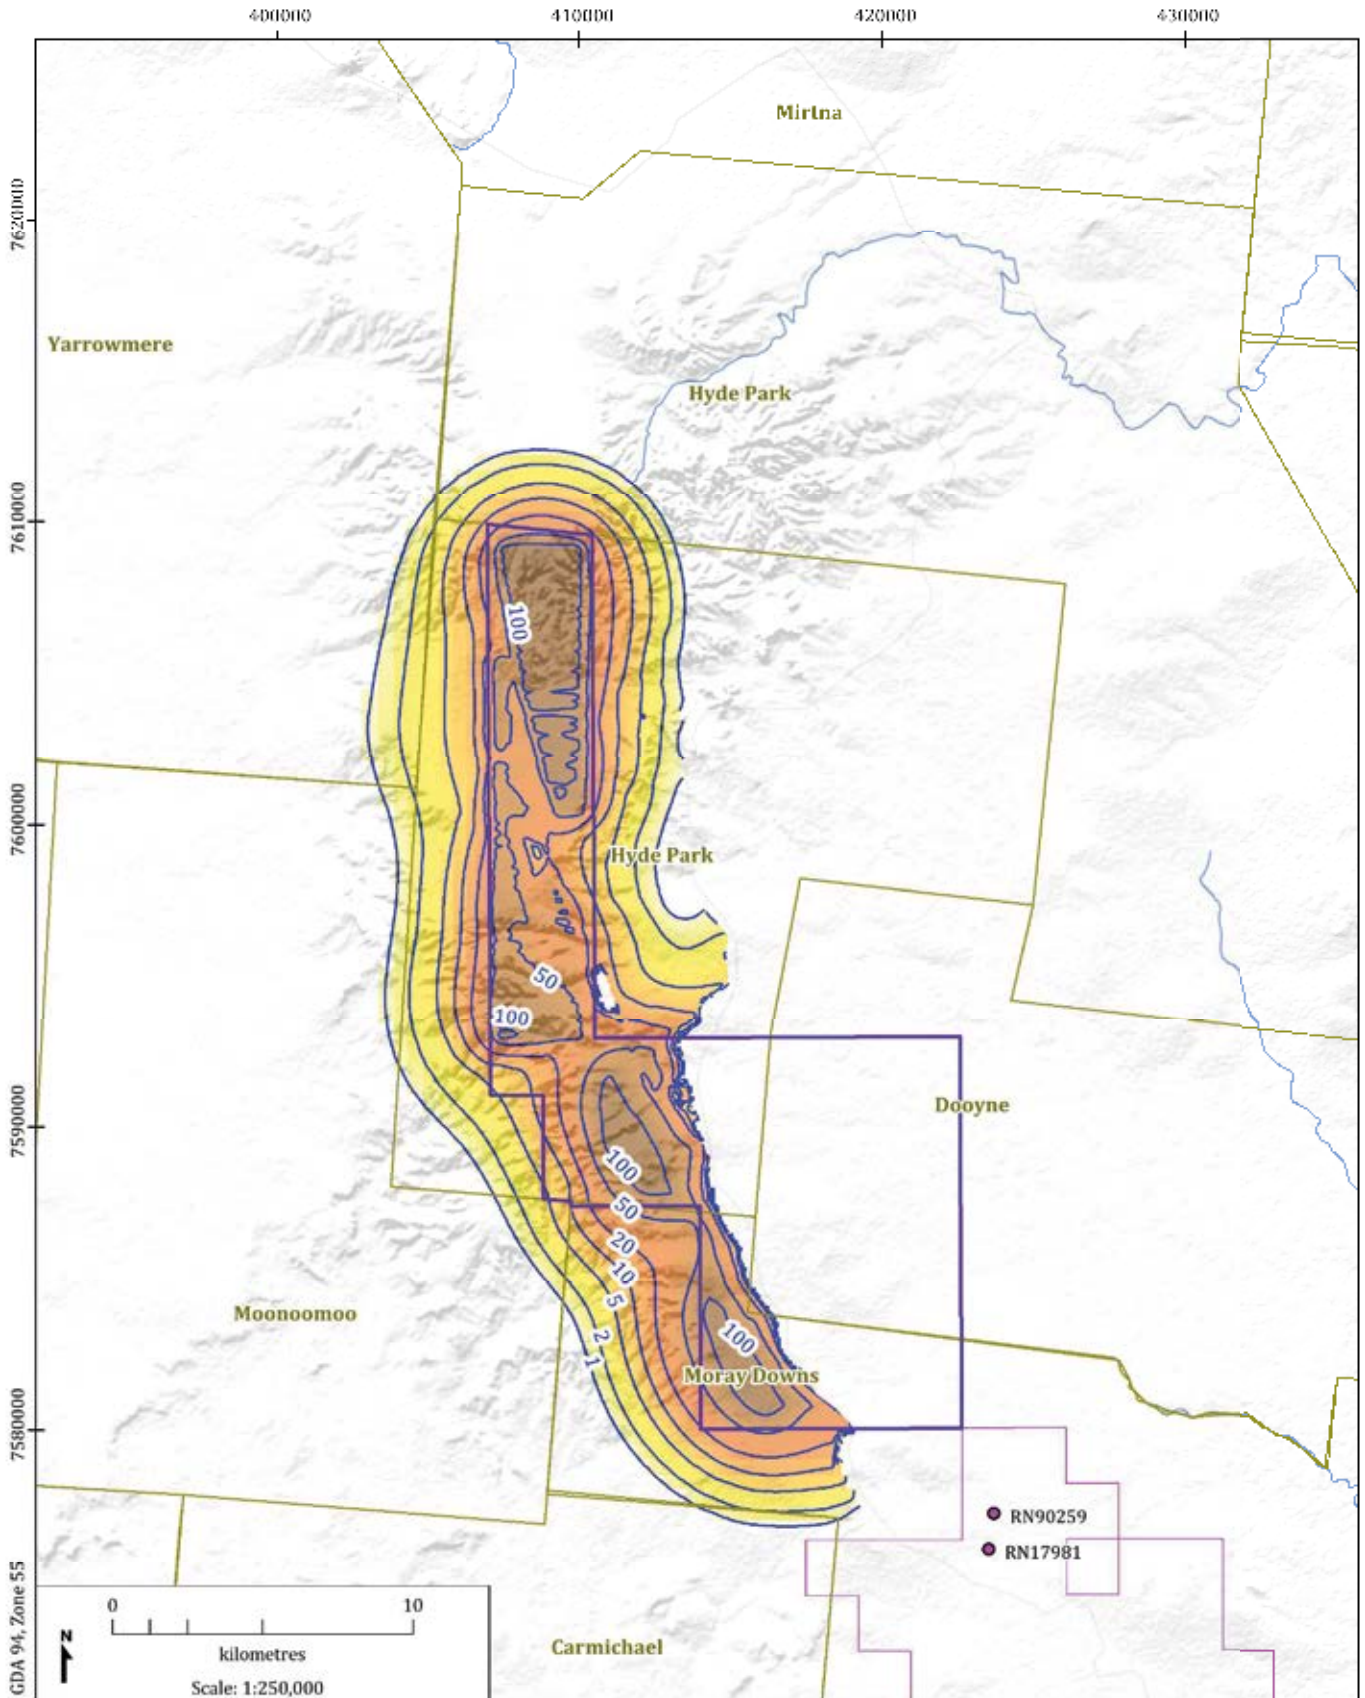 400000 410000 420000 430000
Mirtna
7620000
Yarrowmere
Hyde Park
7610000
100
7600000
Hyde Park
50
100
Dooyne
7590000
100
50
20
10
5
Moonoomoo
2
100
1
Moray Downs
7580000
RN90259
RN17981
GDA 94, Zone 55
0 10
kilometres
N
Carmichael
Scale: 1:250,000